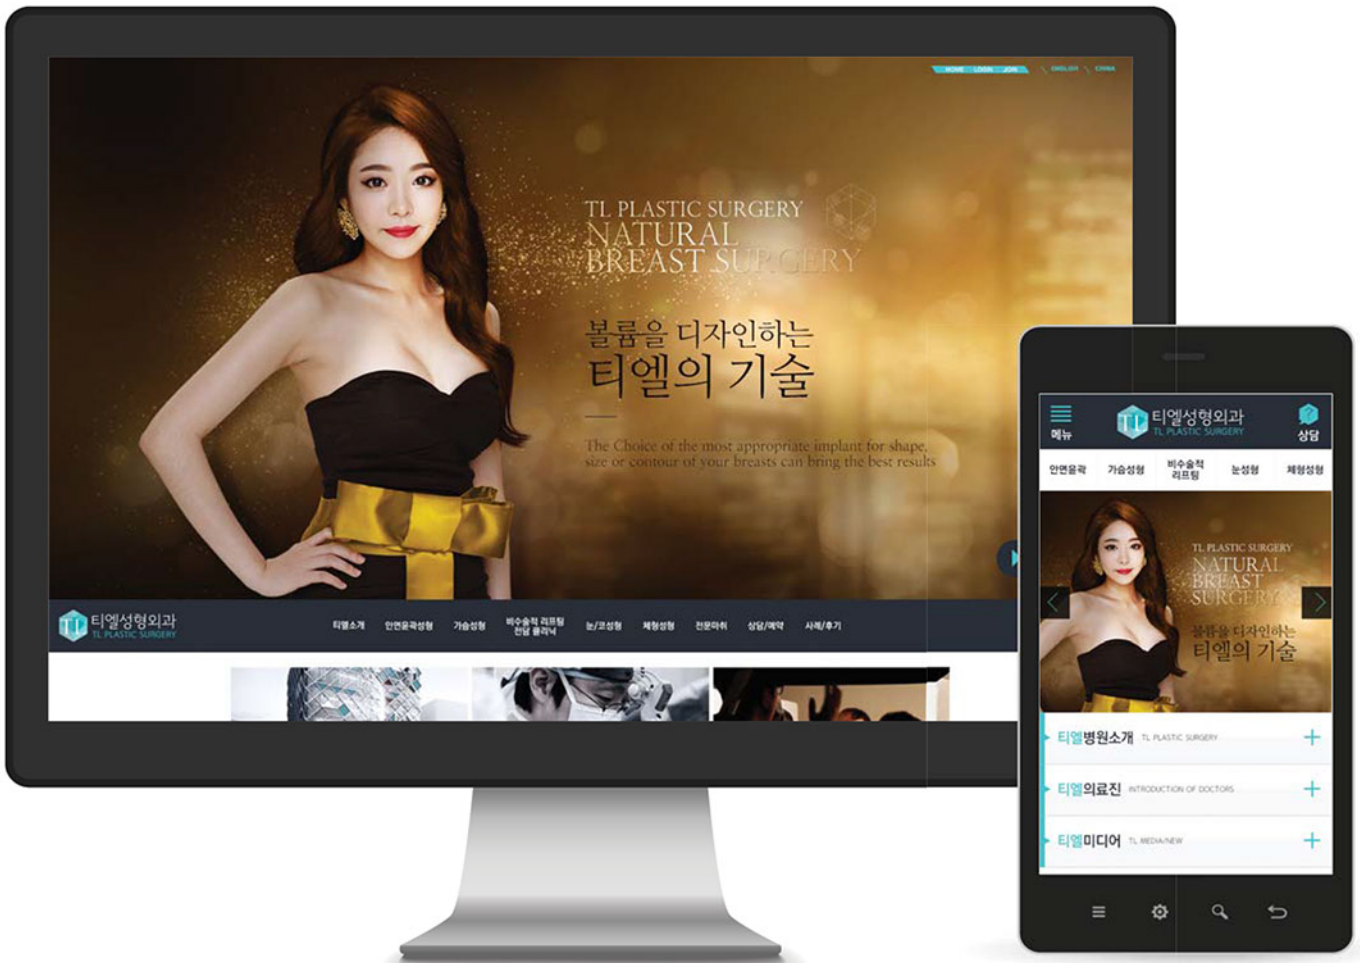 HOME LOGIN JOIN ENGLISH CHINA
TL PLASTIC SURGERY
NATURAL
BREAST SURGERY
볼륨을 디자인하는
티엘의 기술
The Choice of the most appropriate implant for shape,
size or contour of your breasts can bring the best results
TL 티엘성형외과
TL PLASTIC SURGERY
티엘소개 안면윤곽성형 가슴성형 비수술적 리프팅
전담 클리닉 눈/코성형 체형성형 전문마취 상담/예약 사례/후기
메뉴
TL 티엘성형외과
TL PLASTIC SURGERY
?
상담
안면윤곽 가슴성형 비수술적
리프팅 눈성형 체형성형
TL PLASTIC SURGERY
NATURAL
BREAST
SURGERY
볼륨을 디자인하는
티엘의 기술
티엘병원소개 TL PLASTIC SURGERY
티엘의료진 INTRODUCTION OF DOCTORS
티엘미디어 TL MEDIA/NEW